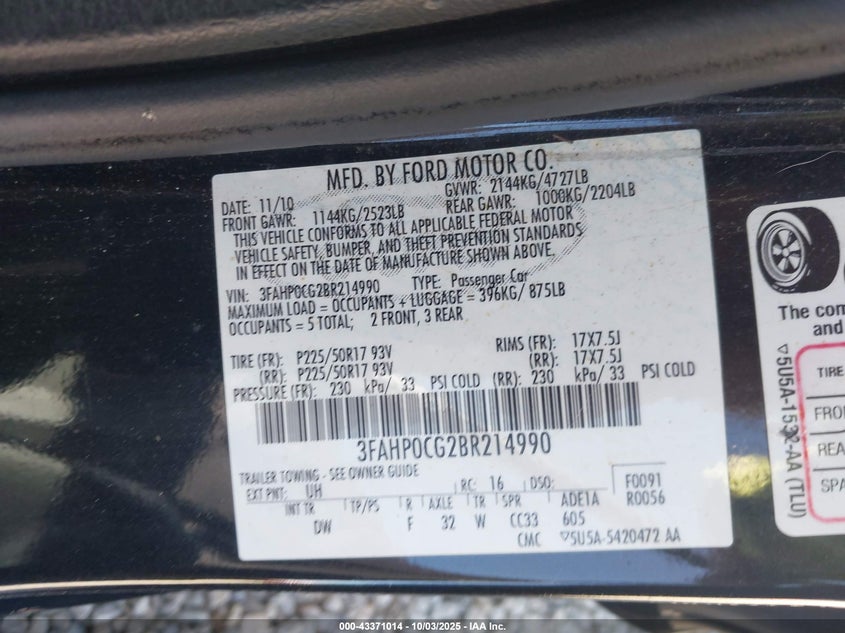 MFD. BY FORD MOTOR CO.
DATE: 11/10 GVWR: 2144KG/4727LB
FRONT GAWR: 1144KG/2523LB REAR GAWR: 1000KG/2204LB
THIS VEHICLE CONFORMS TO ALL APPLICABLE FEDERAL MOTOR
VEHICLE SAFETY, BUMPER, AND THEFT PREVENTION STANDARDS
IN EFFECT ON THE DATE OF MANUFACTURE SHOWN ABOVE.
VIN: 3FAHP0CG2BR214990 TYPE: Passenger Car
MAXIMUM LOAD = OCCUPANTS + LUGGAGE = 396KG/ 875LB
OCCUPANTS = 5 TOTAL; 2 FRONT, 3 REAR
TIRE (FR): P225/50R17 93V RIMS (FR): 17X7.5J
(RR): P225/50R17 93V (RR): 17X7.5J
PRESSURE (FR): 230 kPa/ 33 PSI COLD (RR): 230 kPa/33 PSI COLD
3FAHP0CG2BR214990
TRAILER TOWING - SEE OWNER GUIDE
EXT PNT: UH RC: 16 DSO: F0091
INT TR TP/PS R AXLE TR SPR ADE1A R0056
DW F 32 W CC33 605
CMC ▽5U5A-5420472 AA
The com
and
TIRE
FRO
REA
SPA
▽5U5A-1532-AA (TLU)
000-43371014 - 10/03/2025 - IAA Inc.